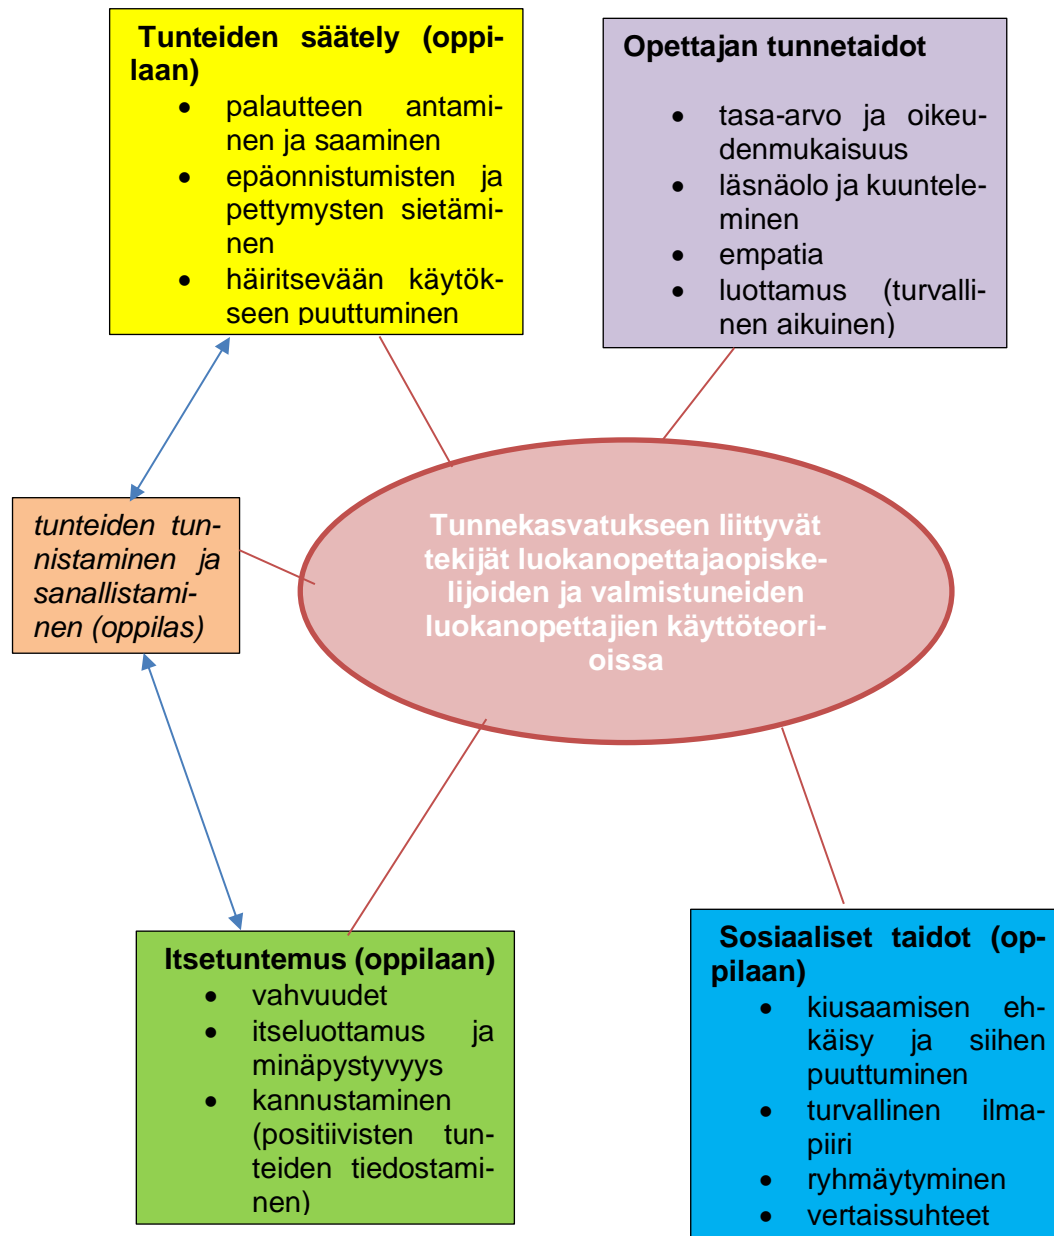 Tunteiden säätely (oppi-
laan)
• palautteen antami-
nen ja saaminen
• epäonnistumisten ja
pettymysten sietämi-
nen
• häiritsevään käytök-
seen puuttuminen
Opettajan tunnetaidot
• tasa-arvo ja oikeu-
denmukaisuus
• läsnäolo ja kuuntele-
minen
• empatia
• luottamus (turvalli-
nen aikuinen)
tunteiden tun-
nistaminen ja
sanallistami-
nen (oppilas)
Tunnekasvatukseen liittyvät
tekijät luokanopettajaopiske-
lijoiden ja valmistuneiden
luokanopettajien käyttöteori-
oissa
Itsetuntemus (oppilaan)
• vahvuudet
• itseluottamus ja
minäpystyvyys
• kannustaminen
(positiivisten tun-
teiden tiedostami-
nen)
Sosiaaliset taidot (op-
pilaan)
• kiusaamisen eh-
käisy ja siihen
puuttuminen
• turvallinen ilma-
piiri
• ryhmäytyminen
• vertaissuhteet